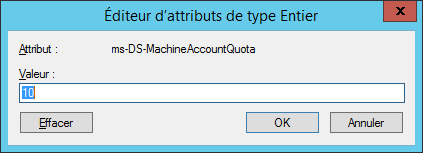 Éditeur d'attributs de type Entier
x
Attribut : ms-DS-MachineAccountQuota
Valeur :
10
Effacer OK Annuler